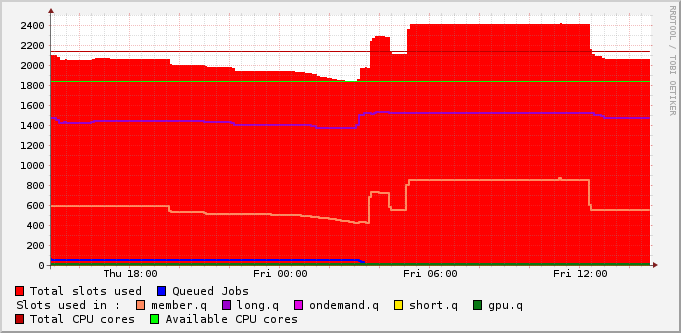 2400
2200
2000
1800
1600
1400
1200
1000
800
600
400
200
0
Thu 18:00 Fri 00:00 Fri 06:00 Fri 12:00
RRDTOOL / TOBI OETIKER
Total slots used Queued Jobs
Slots used in : member.q long.q ondemand.q short.q gpu.q
Total CPU cores Available CPU cores